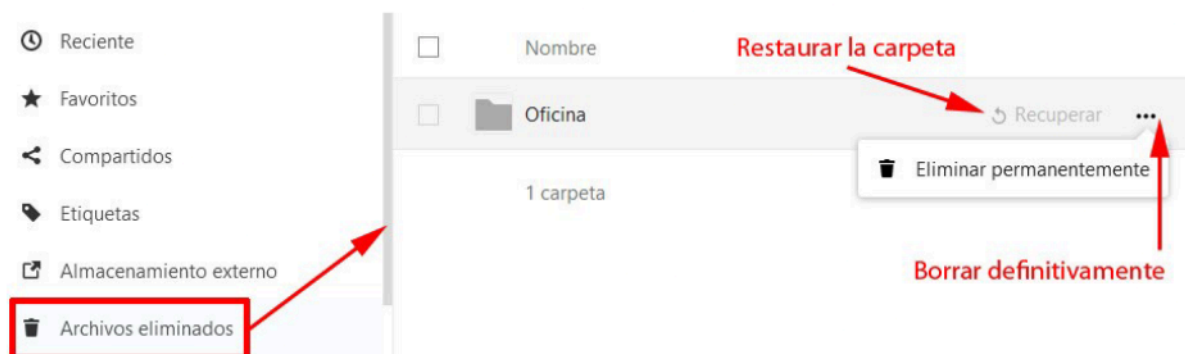 Reciente
Favoritos
Compartidos
Etiquetas
Almacenamiento externo
Archivos eliminados
Nombre
Restaurar la carpeta
Oficina
Recuperar
Eliminar permanentemente
1 carpeta
Borrar definitivamente